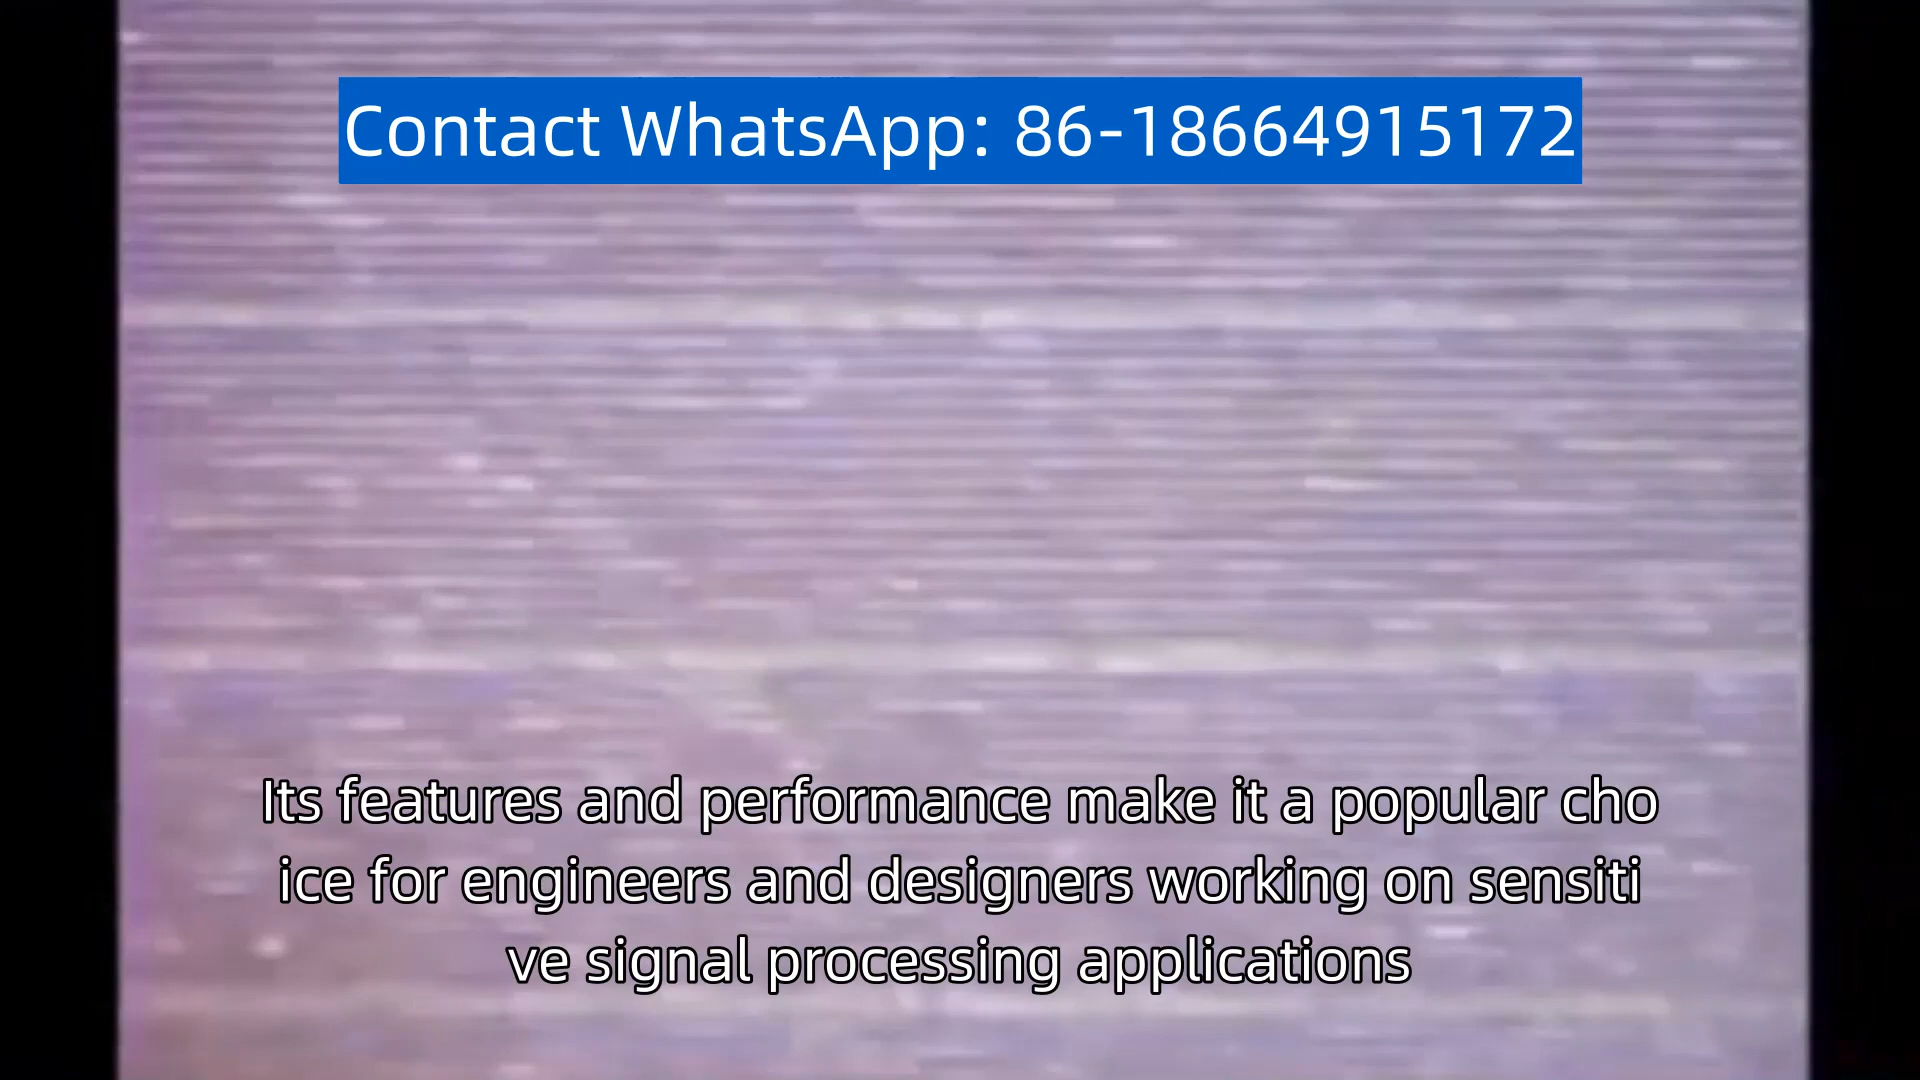 Contact WhatsApp: 86-18664915172
Its features and performance make it a popular cho
ice for engineers and designers working on sensiti
ve signal processing applications